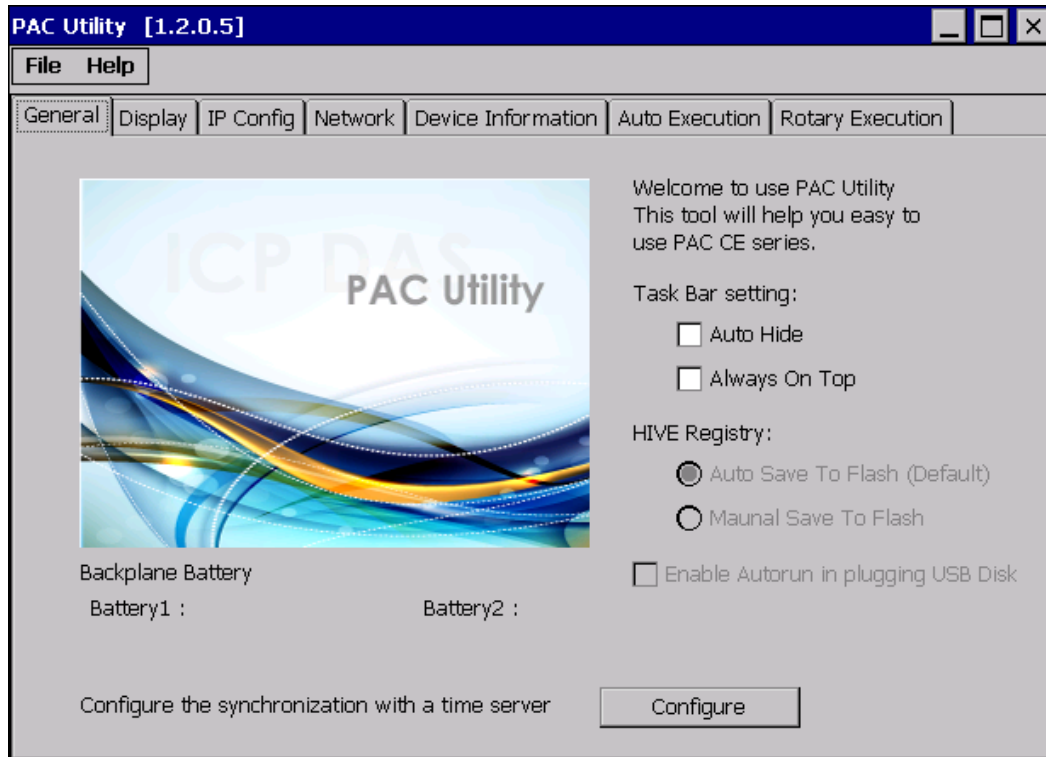 PAC Utility [1.2.0.5]
File Help
General Display IP Config Network Device Information Auto Execution Rotary Execution
ICP DAS
PAC Utility
Welcome to use PAC Utility
This tool will help you easy to
use PAC CE series.
Task Bar setting:
Auto Hide
Always On Top
HIVE Registry:
Auto Save To Flash (Default)
Maunal Save To Flash
Enable Autorun in plugging USB Disk
Backplane Battery
Battery1 : Battery2 :
Configure the synchronization with a time server Configure